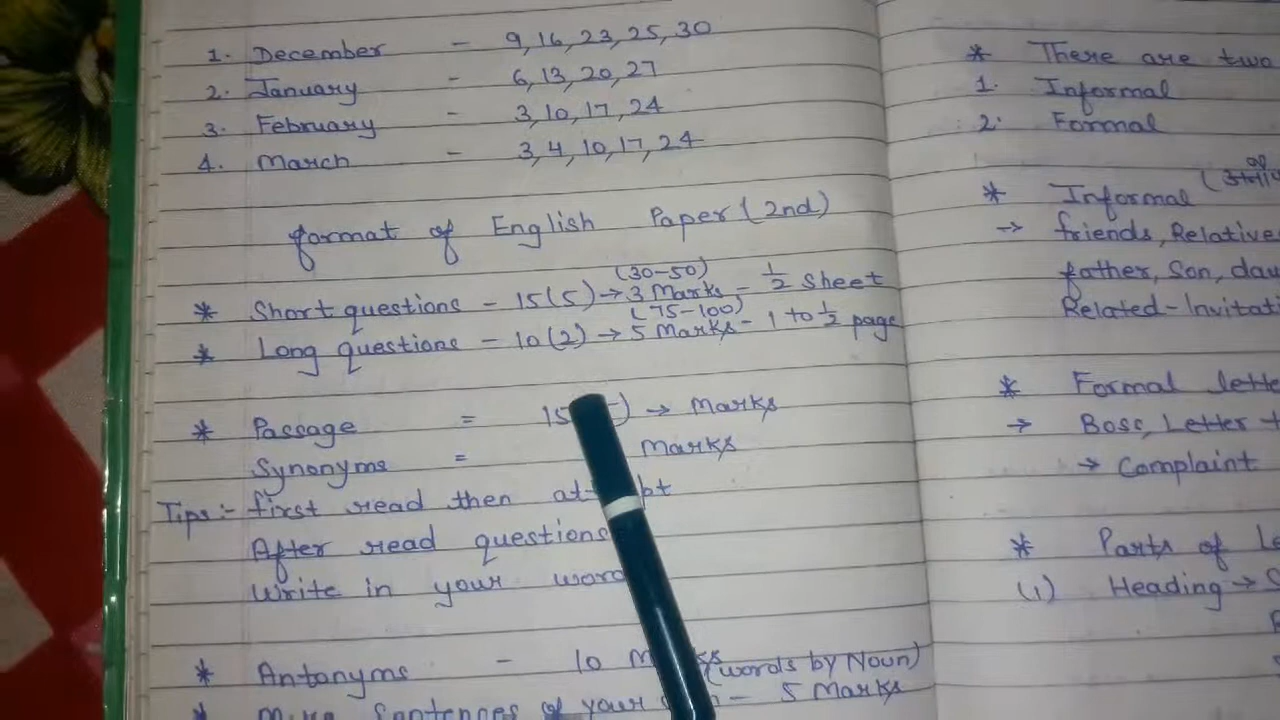 1. December - 9, 16, 23, 25, 30
2. January - 6, 13, 20, 27
3. February - 3, 10, 17, 24
4. March - 3, 4, 10, 17, 24
format of English Paper (2nd)
(30-50)
* Short questions - 15(5) → 3 Marks - 1/2 Sheet
(75-100)
* Long questions - 10(2) → 5 Marks - 1 to 1/2 page
* Passage = 15 ) → Marks
Synonyms = Marks
Tips:- first read then
After read questions
Write in your
* Antonyms - 10
(words by Noun)
* Sentences of your - 5 Marks
* There are two
1. Informal
2. Formal
* Informal (
→ friends, Relative
father, Son,
Related-
* Formal
→ Boss, Letter
→ Complaint
* Parts of
(1) Heading →